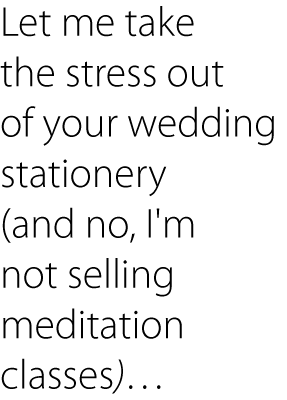 Let me take
the stress out
of your wedding
stationery
(and no, I'm
not selling
meditation
classes)…